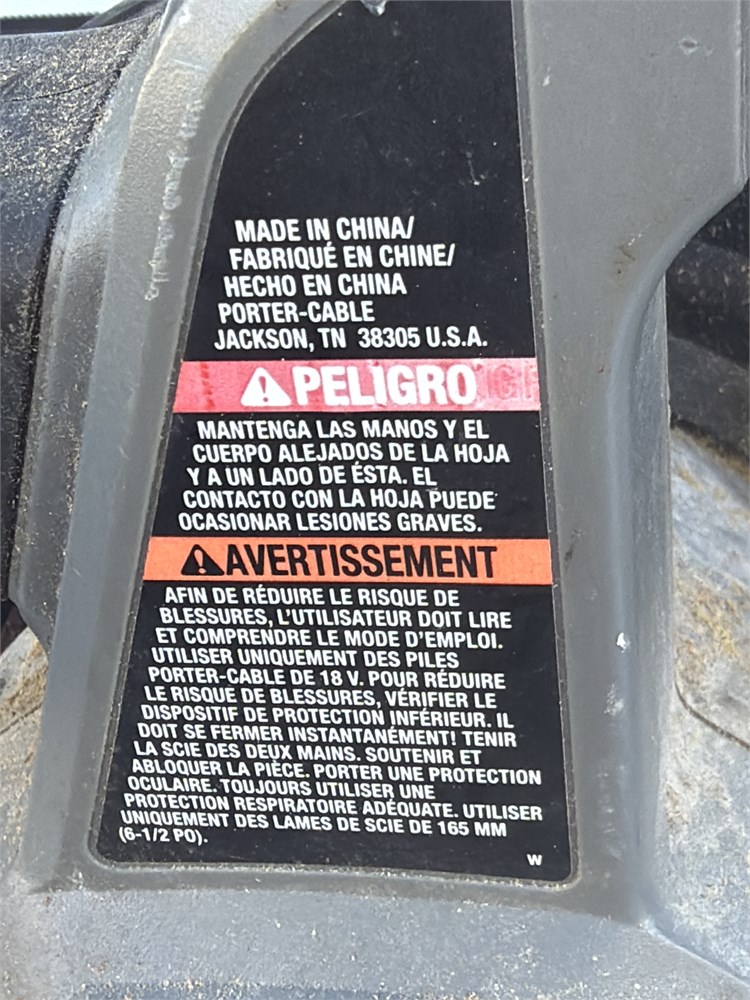 MADE IN CHINA/
FABRIQUÉ EN CHINE/
HECHO EN CHINA
PORTER-CABLE
JACKSON, TN 38305 U.S.A.
PELIGRO
MANTENGA LAS MANOS Y EL
CUERPO ALEJADOS DE LA HOJA
Y A UN LADO DE ÉSTA. EL
CONTACTO CON LA HOJA PUEDE
OCASIONAR LESIONES GRAVES.
AVERTISSEMENT
AFIN DE RÉDUIRE LE RISQUE DE
BLESSURES, L'UTILISATEUR DOIT LIRE
ET COMPRENDRE LE MODE D'EMPLOI.
UTILISER UNIQUEMENT DES PILES
PORTER-CABLE DE 18 V. POUR RÉDUIRE
LE RISQUE DE BLESSURES, VÉRIFIER LE
DISPOSITIF DE PROTECTION INFÉRIEUR. IL
DOIT SE FERMER INSTANTANÉMENT! TENIR
LA SCIE DES DEUX MAINS. SOUTENIR ET
ABLOQUER LA PIÈCE. PORTER UNE PROTECTION
OCULAIRE. TOUJOURS UTILISER UNE
PROTECTION RESPIRATOIRE ADÉQUATE. UTILISER
UNIQUEMENT DES LAMES DE SCIE DE 165 MM
(6-1/2 PO).
W